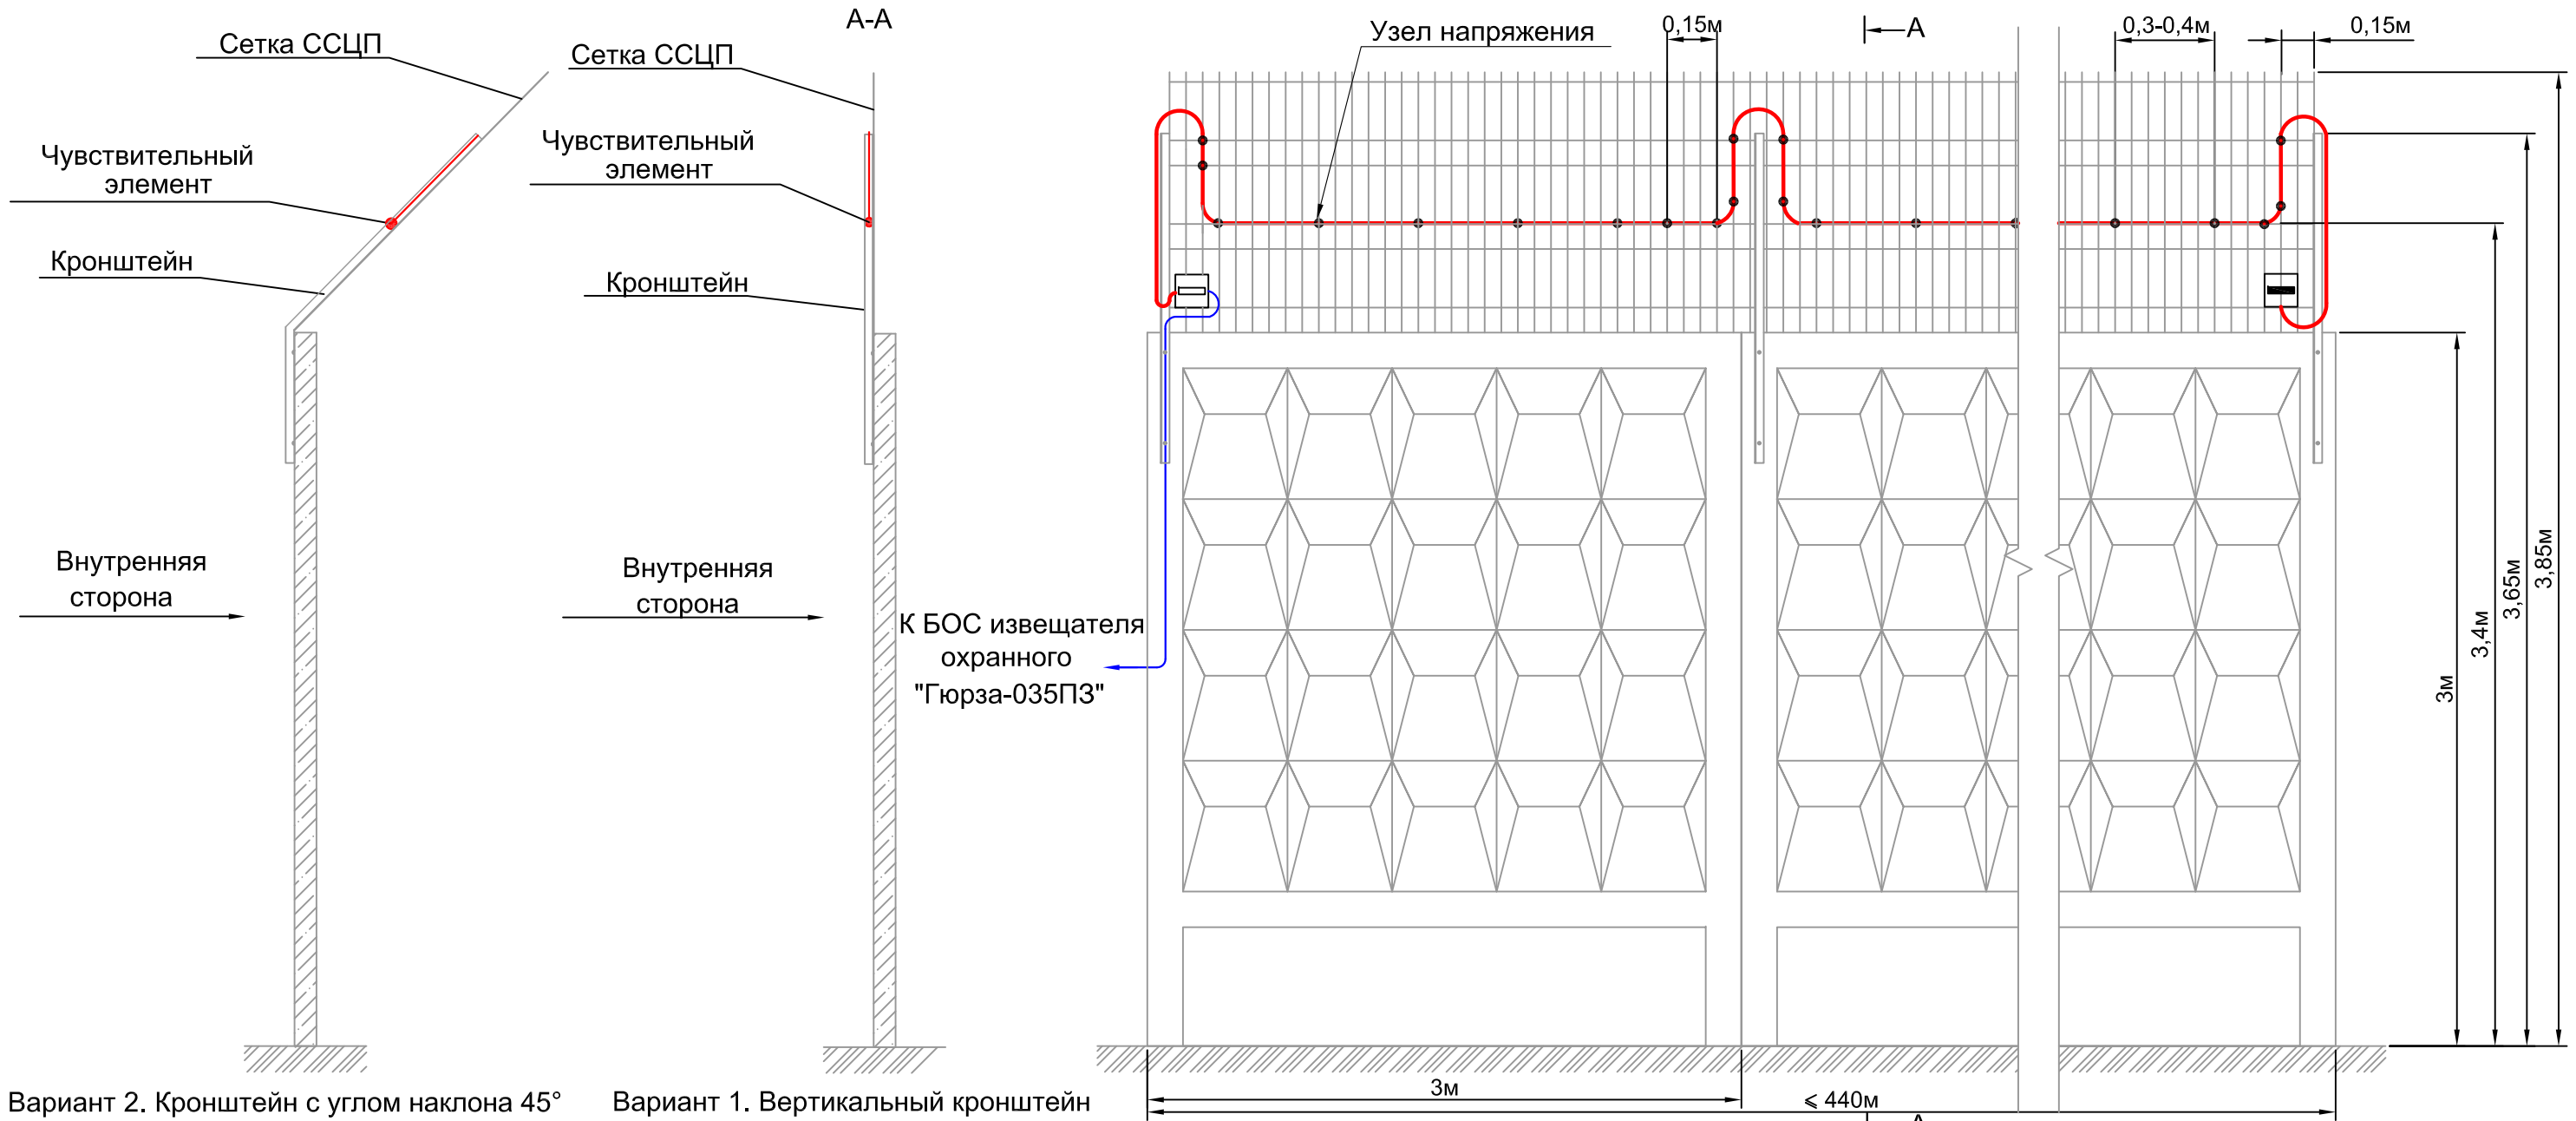 А-А
Сетка ССЦП
Чувствительный
элемент
Кронштейн
Внутренняя
сторона
Вариант 2. Кронштейн с углом наклона 45°
Сетка ССЦП
Чувствительный
элемент
Кронштейн
Внутренняя
сторона
Вариант 1. Вертикальный кронштейн
К БОС извещателя
охранного
"Гюрза-035ПЗ"
Узел напряжения
0,15м
А
0,3-0,4м
0,15м
3м
3,4м
3,65м
3,85м
3м
⩽ 440м
А